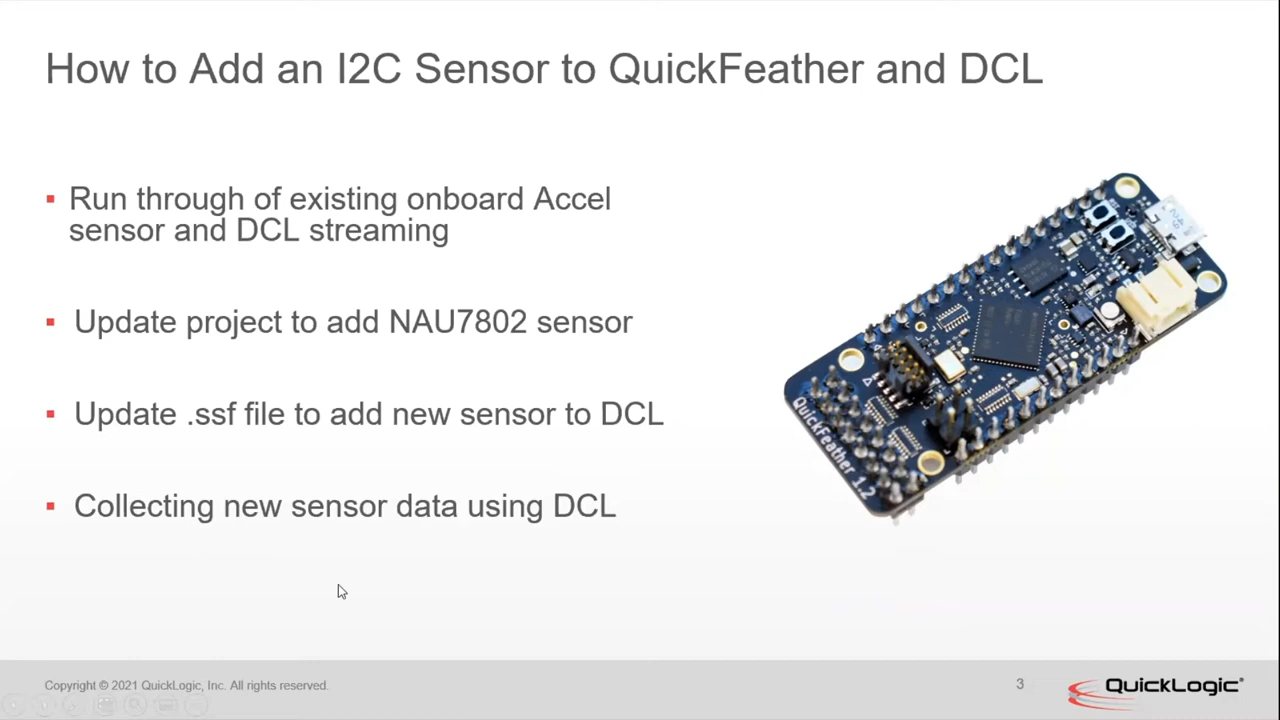 How to Add an I2C Sensor to QuickFeather and DCL
▪ Run through of existing onboard Accel
sensor and DCL streaming
▪ Update project to add NAU7802 sensor
▪ Update .ssf file to add new sensor to DCL
▪ Collecting new sensor data using DCL
QuickFeather 1.2
Copyright © 2021 QuickLogic, Inc. All rights reserved.
3
QuickLogic®